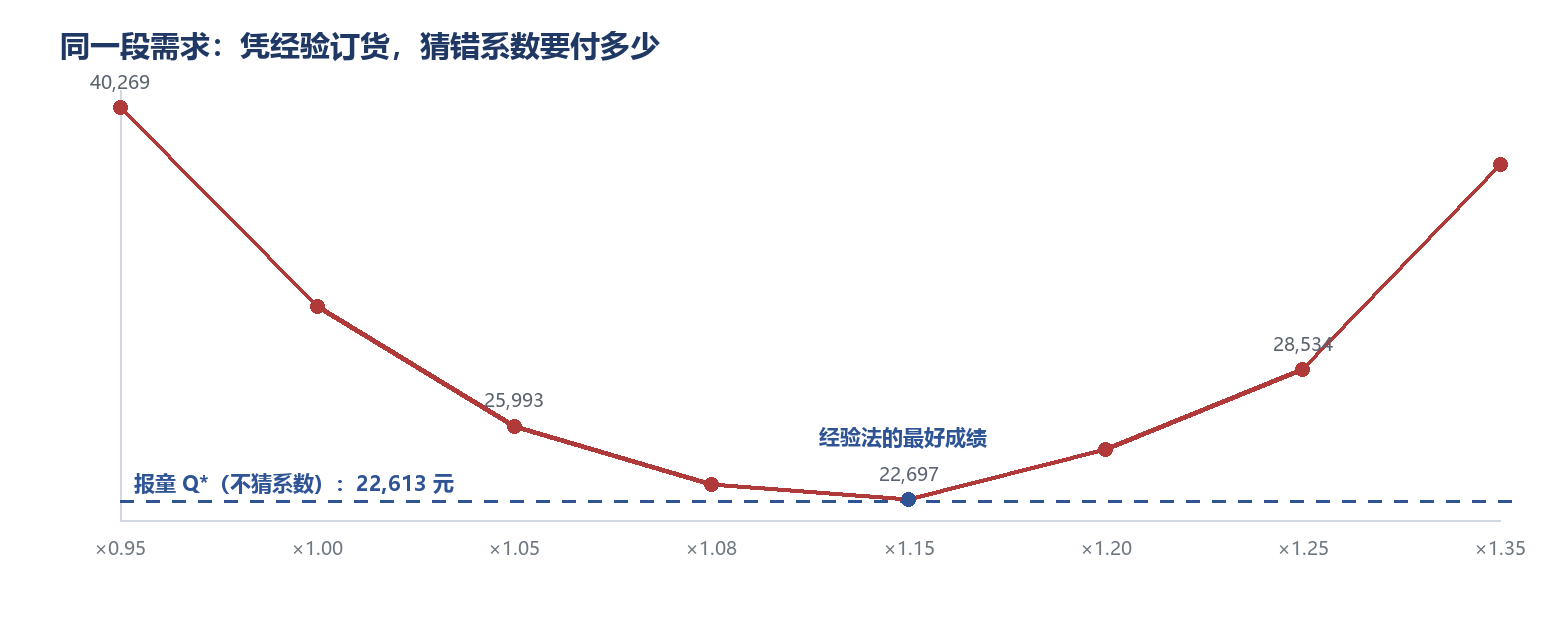 同一段需求：凭经验订货，猜错系数要付多少
40,269
28,534
25,993
经验法的最好成绩
22,697
报童 Q*（不猜系数）：22,613 元
×0.95 ×1.00 ×1.05 ×1.08 ×1.15 ×1.20 ×1.25 ×1.35